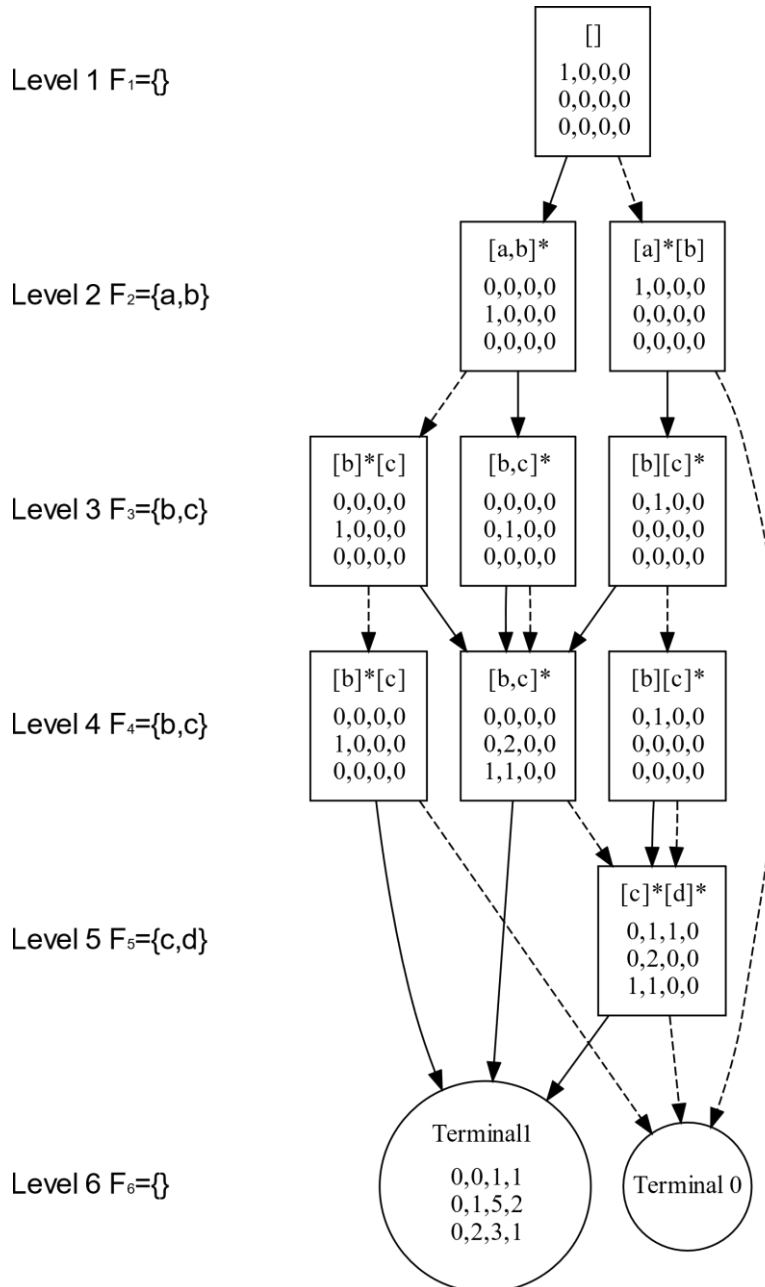 Level 1 F₁={}
[]
1,0,0,0
0,0,0,0
0,0,0,0
Level 2 F₂={a,b}
[a,b]*
0,0,0,0
1,0,0,0
0,0,0,0
[a]*[b]
1,0,0,0
0,0,0,0
0,0,0,0
Level 3 F₃={b,c}
[b]*[c]
0,0,0,0
1,0,0,0
0,0,0,0
[b,c]*
0,0,0,0
0,1,0,0
0,0,0,0
[b][c]*
0,1,0,0
0,0,0,0
0,0,0,0
Level 4 F₄={b,c}
[b]*[c]
0,0,0,0
1,0,0,0
0,0,0,0
[b,c]*
0,0,0,0
0,2,0,0
1,1,0,0
[b][c]*
0,1,0,0
0,0,0,0
0,0,0,0
Level 5 F₅={c,d}
[c]*[d]*
0,1,1,0
0,2,0,0
1,1,0,0
Level 6 F₆={}
Terminal1
0,0,1,1
0,1,5,2
0,2,3,1
Terminal 0